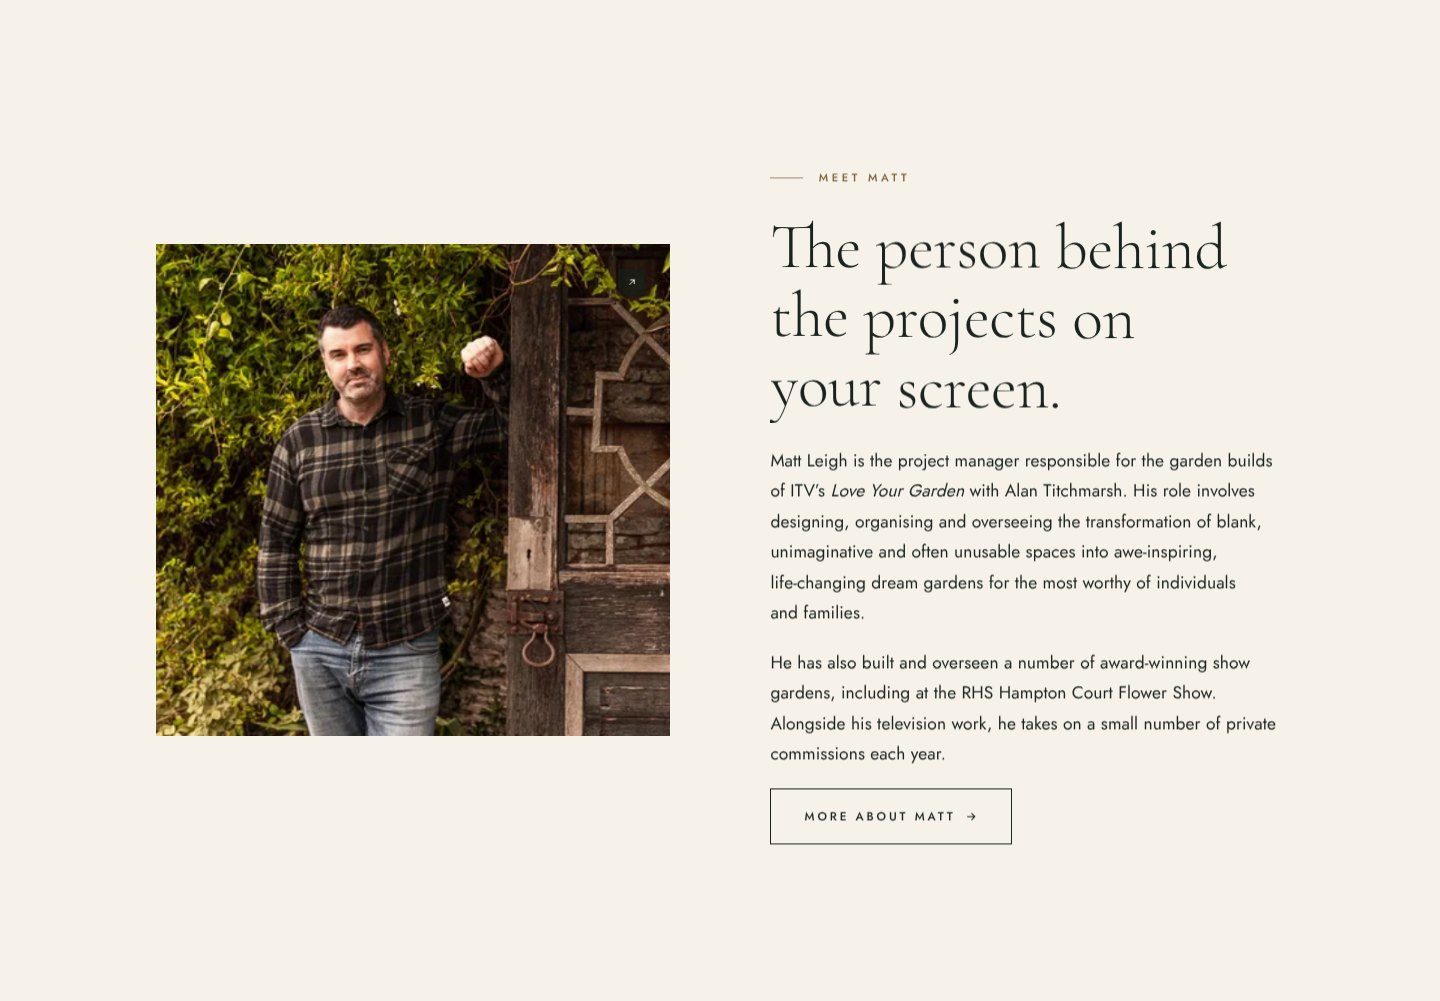 MEET MATT
The person behind
the projects on
your screen.
Matt Leigh is the project manager responsible for the garden builds
of ITV’s Love Your Garden with Alan Titchmarsh. His role involves
designing, organising and overseeing the transformation of blank,
unimaginative and often unusable spaces into awe-inspiring,
life-changing dream gardens for the most worthy of individuals
and families.
He has also built and overseen a number of award-winning show
gardens, including at the RHS Hampton Court Flower Show.
Alongside his television work, he takes on a small number of private
commissions each year.
MORE ABOUT MATT →